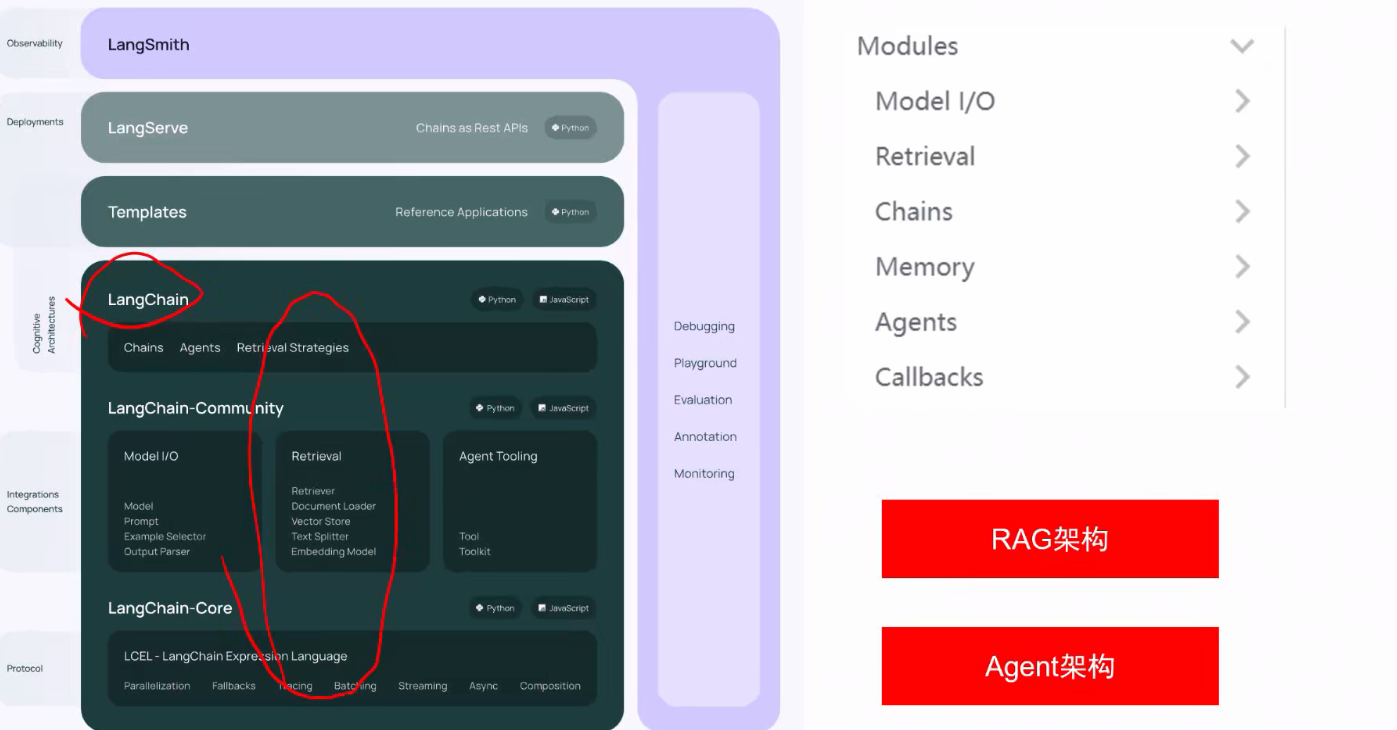 Observability
LangSmith
Deployments
LangServe
Chains as Rest APIs
Python
Templates
Reference Applications
Python
Cognitive
Architectures
LangChain
Python
JavaScript
Chains Agents Retrieval Strategies
LangChain-Community
Python
JavaScript
Integrations
Components
Model I/O
Model
Prompt
Example Selector
Output Parser
Retrieval
Retriever
Document Loader
Vector Store
Text Splitter
Embedding Model
Agent Tooling
Tool
Toolkit
Protocol
LangChain-Core
Python
JavaScript
LCEL - LangChain Expression Language
Parallelization Fallbacks Tracing Batching Streaming Async Composition
Debugging
Playground
Evaluation
Annotation
Monitoring
Modules
Model I/O
Retrieval
Chains
Memory
Agents
Callbacks
RAG架构
Agent架构